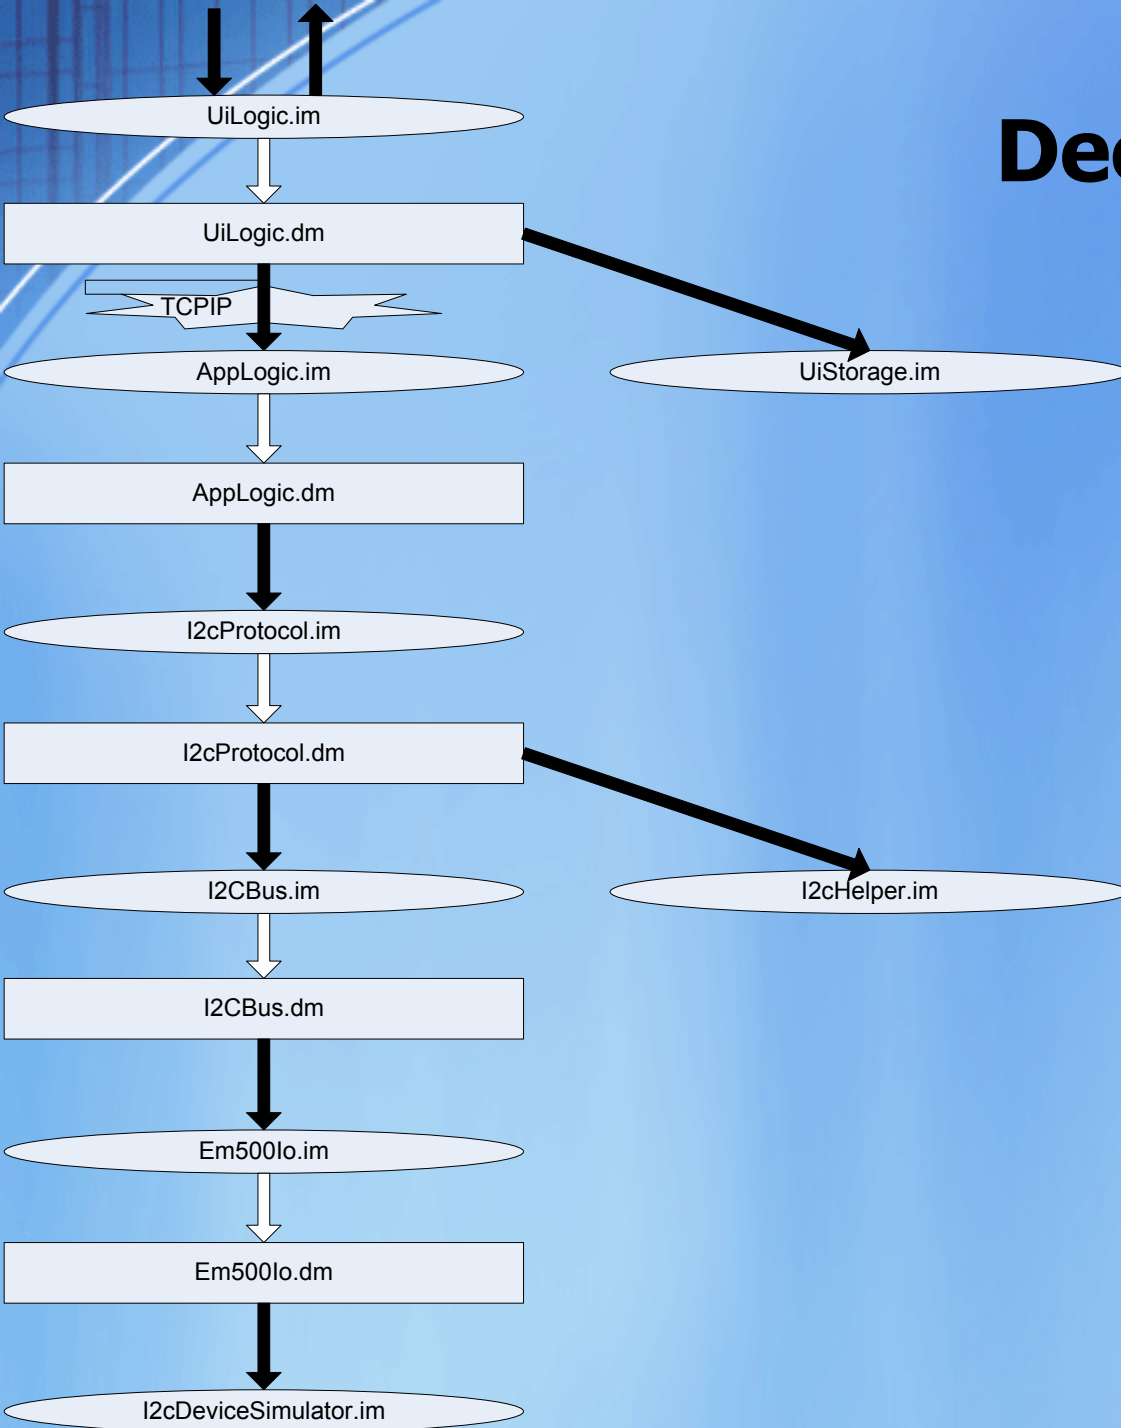 UiLogic.im
Dec
UiLogic.dm
TCPIP
AppLogic.im
UiStorage.im
AppLogic.dm
I2cProtocol.im
I2cProtocol.dm
I2CBus.im
I2cHelper.im
I2CBus.dm
Em500Io.im
Em500Io.dm
I2cDeviceSimulator.im